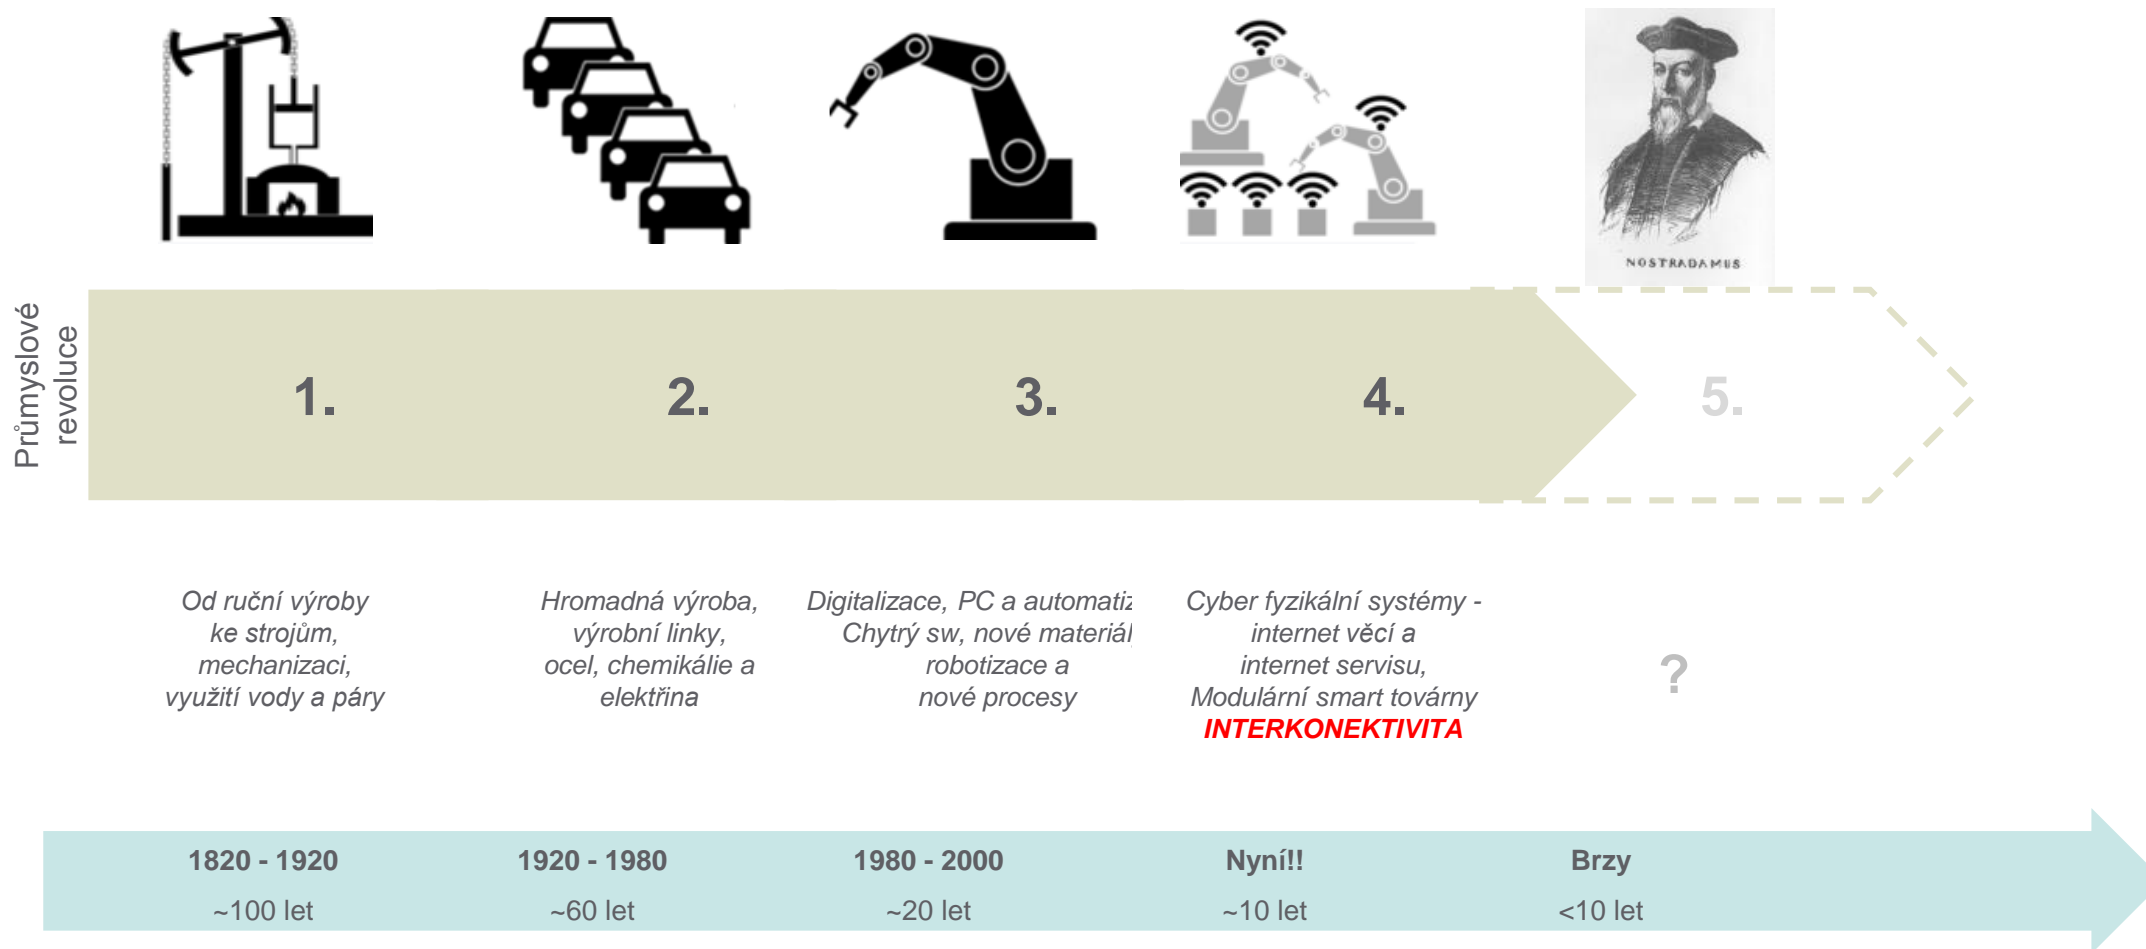 NOSTRADAMUS
Průmyslové
revoluce
1.
2.
3.
4.
5.
Od ruční výroby
ke strojům,
mechanizaci,
využití vody a páry
Hromadná výroba,
výrobní linky,
ocel, chemikálie a
elektřina
Digitalizace, PC a automatiz
Chytrý sw, nové materiál
robotizace a
nové procesy
Cyber fyzikální systémy -
internet věcí a
internet servisu,
Modulární smart továrny
INTERKONEKTIVITA
?
1820 - 1920
~100 let
1920 - 1980
~60 let
1980 - 2000
~20 let
Nyní!!
~10 let
Brzy
<10 let